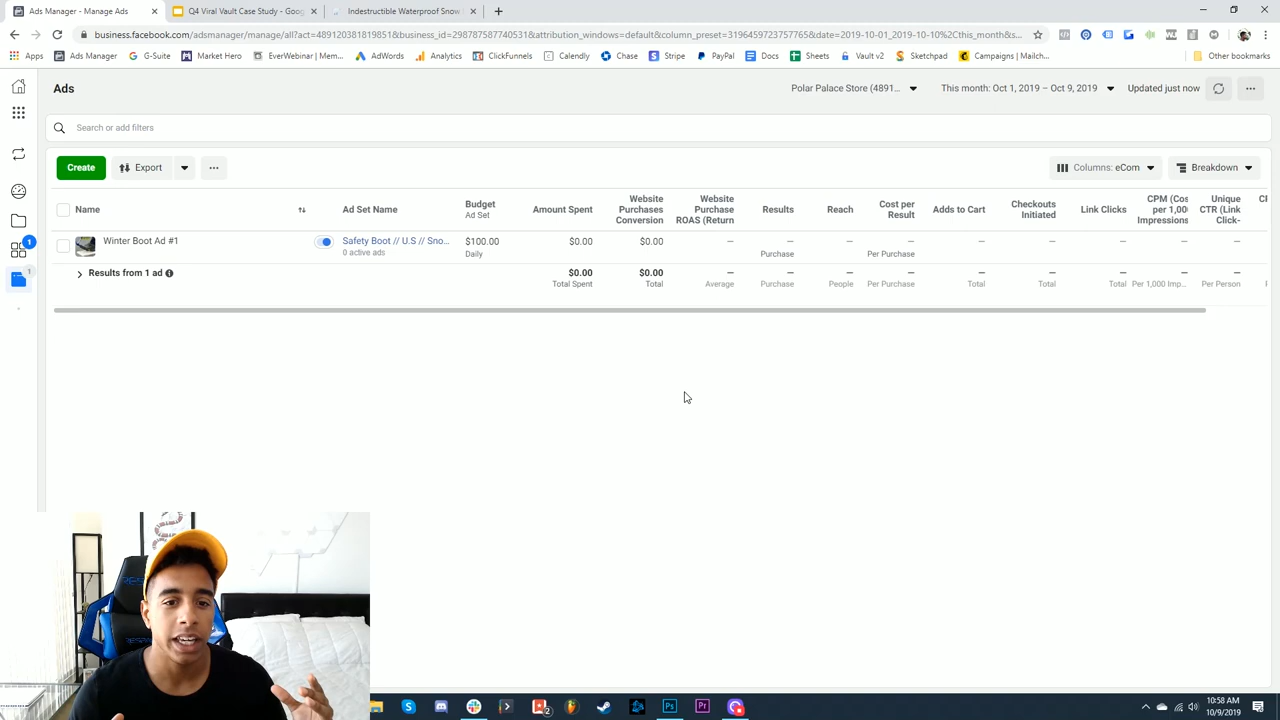 Ads Manager - Manage Ads
Q4 Viral Vault Case Study - Goog
Indestructible Waterproof Snow
business.facebook.com/adsmanager/manage/all?act=489120381819851&business_id=298787587740531&attribution_windows=default&column_preset=3196459723757765&date=2019-10-01_2019-10-10%2Cthis_month&s...
Apps
Ads Manager
G-Suite
Market Hero
EverWebinar | Mem...
AdWords
Analytics
ClickFunnels
Calendly
Chase
Stripe
PayPal
Docs
Sheets
Vault v2
Sketchpad
Campaigns | Mailch...
Other bookmarks
Ads
Polar Palace Store (4891...
This month: Oct 1, 2019 – Oct 9, 2019
Updated just now
Search or add filters
Create
Export
Columns: eCom
Breakdown
Name
Ad Set Name
Budget
Ad Set
Amount Spent
Website
Purchases
Conversion
Website
Purchase
ROAS (Return
Results
Reach
Cost per
Result
Adds to Cart
Checkouts
Initiated
Link Clicks
CPM (Cos
per 1,000
Impressions
Unique
CTR (Link
Click-
Winter Boot Ad #1
Safety Boot // U.S // Sno...
0 active ads
$100.00
Daily
$0.00
$0.00
—
—
Purchase
—
—
Per Purchase
—
—
—
—
—
Results from 1 ad
$0.00
Total Spent
$0.00
Total
—
Average
—
Purchase
—
People
—
Per Purchase
—
Total
—
Total
—
Total
—
Per 1,000 Imp...
—
Per Person
1
1
2
Ps
Pr
10:58 AM
10/9/2019